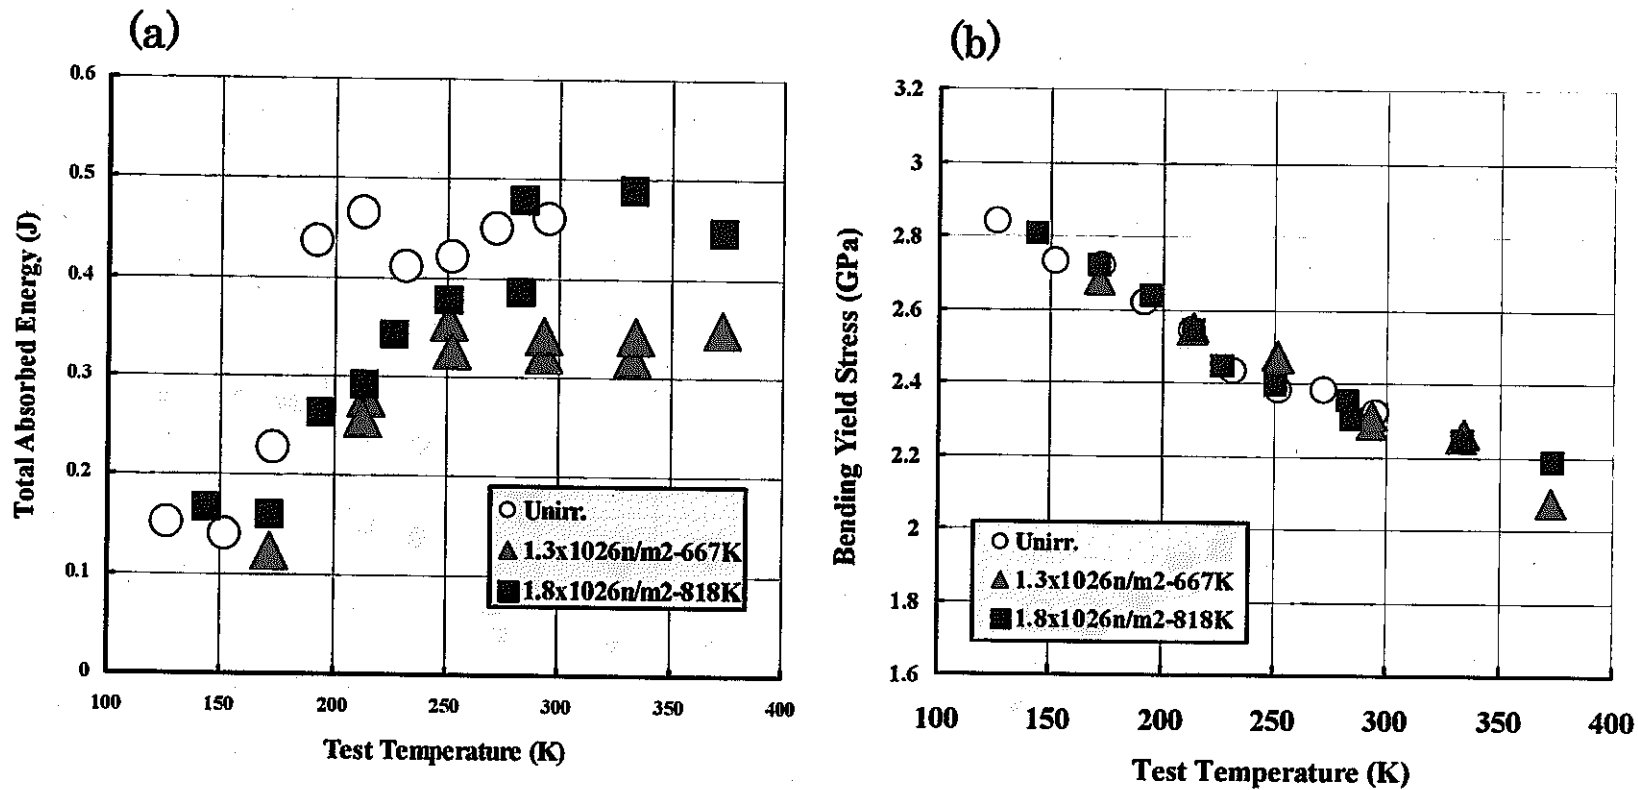 (a)
0.6
0.5
0.4
0.3
0.2
0.1
0
Total Absorbed Energy (J)
Unirr.
1.3x1026n/m2-667K
1.8x1026n/m2-818K
100 150 200 250 300 350 400
Test Temperature (K)
(b)
3.2
3
2.8
2.6
2.4
2.2
2
1.8
1.6
Bending Yield Stress (GPa)
Unirr.
1.3x1026n/m2-667K
1.8x1026n/m2-818K
100 150 200 250 300 350 400
Test Temperature (K)